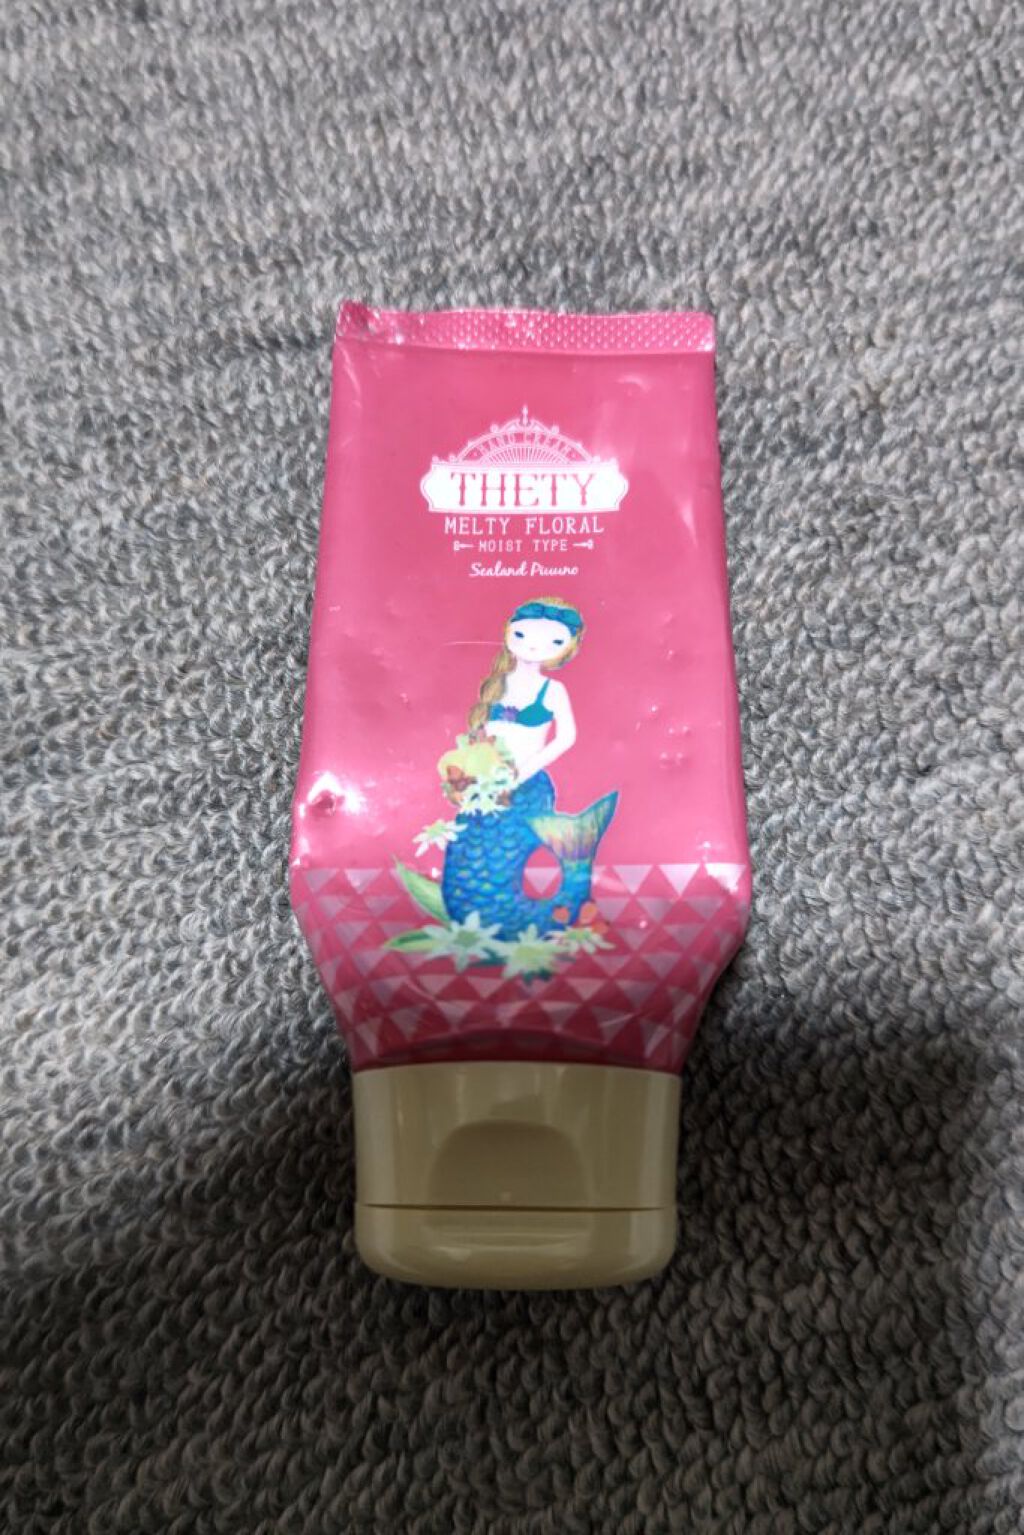 HAND CREAM
THETY
MELTY FLORAL
MOIST TYPE
Sealand Piuuno